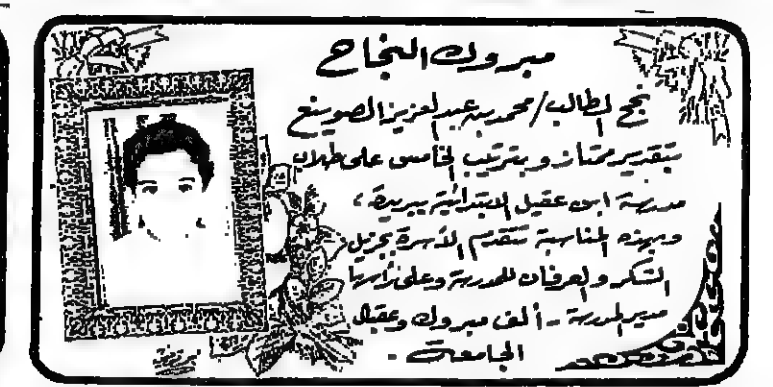 مبروك النجاح
نجح الطالب/محمد بن عبدالعزيز الصوينع
بتقدير ممتاز وبترتيب الخامس على طلاب
مدرسة ابن عقيل الابتدائية ببريدة،
وبهذه المناسبة تتقدم الأسرة بجزيل
الشكر والعرفان للمدرسة وعلى رأسها
مدير المدرسة - ألف مبروك وعقبال
الجامعة -